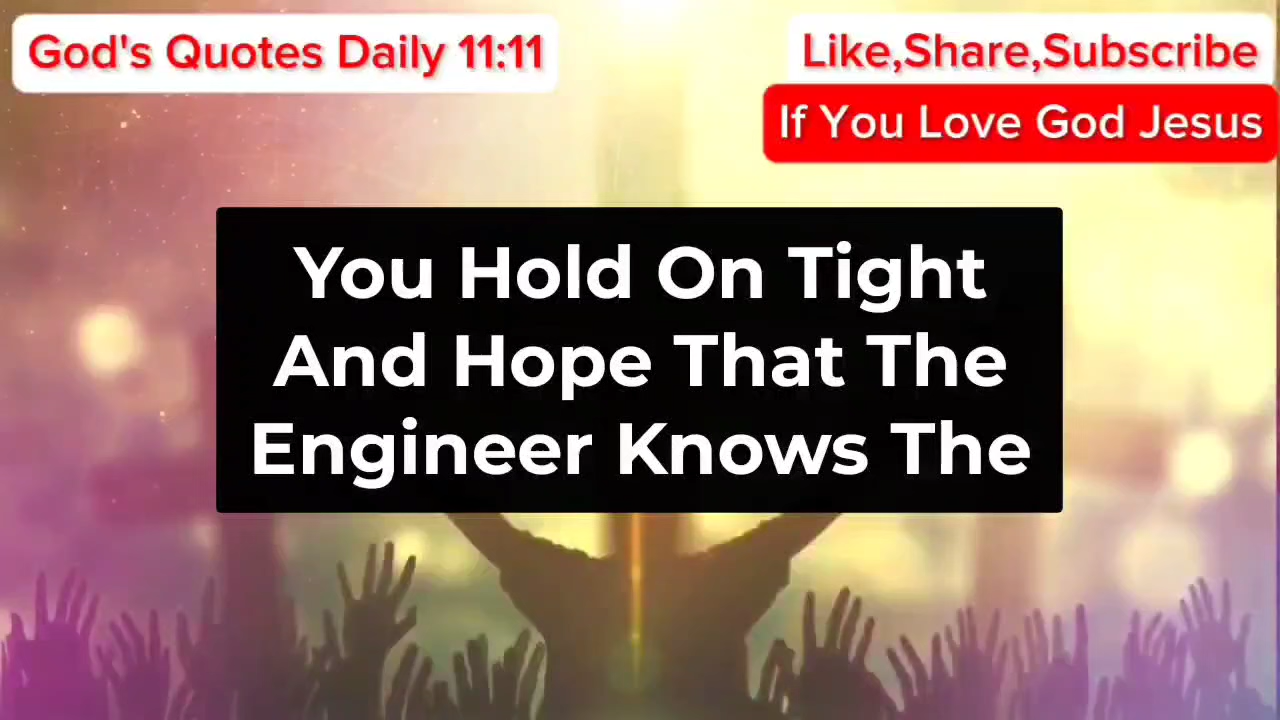 God's Quotes Daily 11:11
Like,Share,Subscribe
If You Love God Jesus
You Hold On Tight
And Hope That The
Engineer Knows The